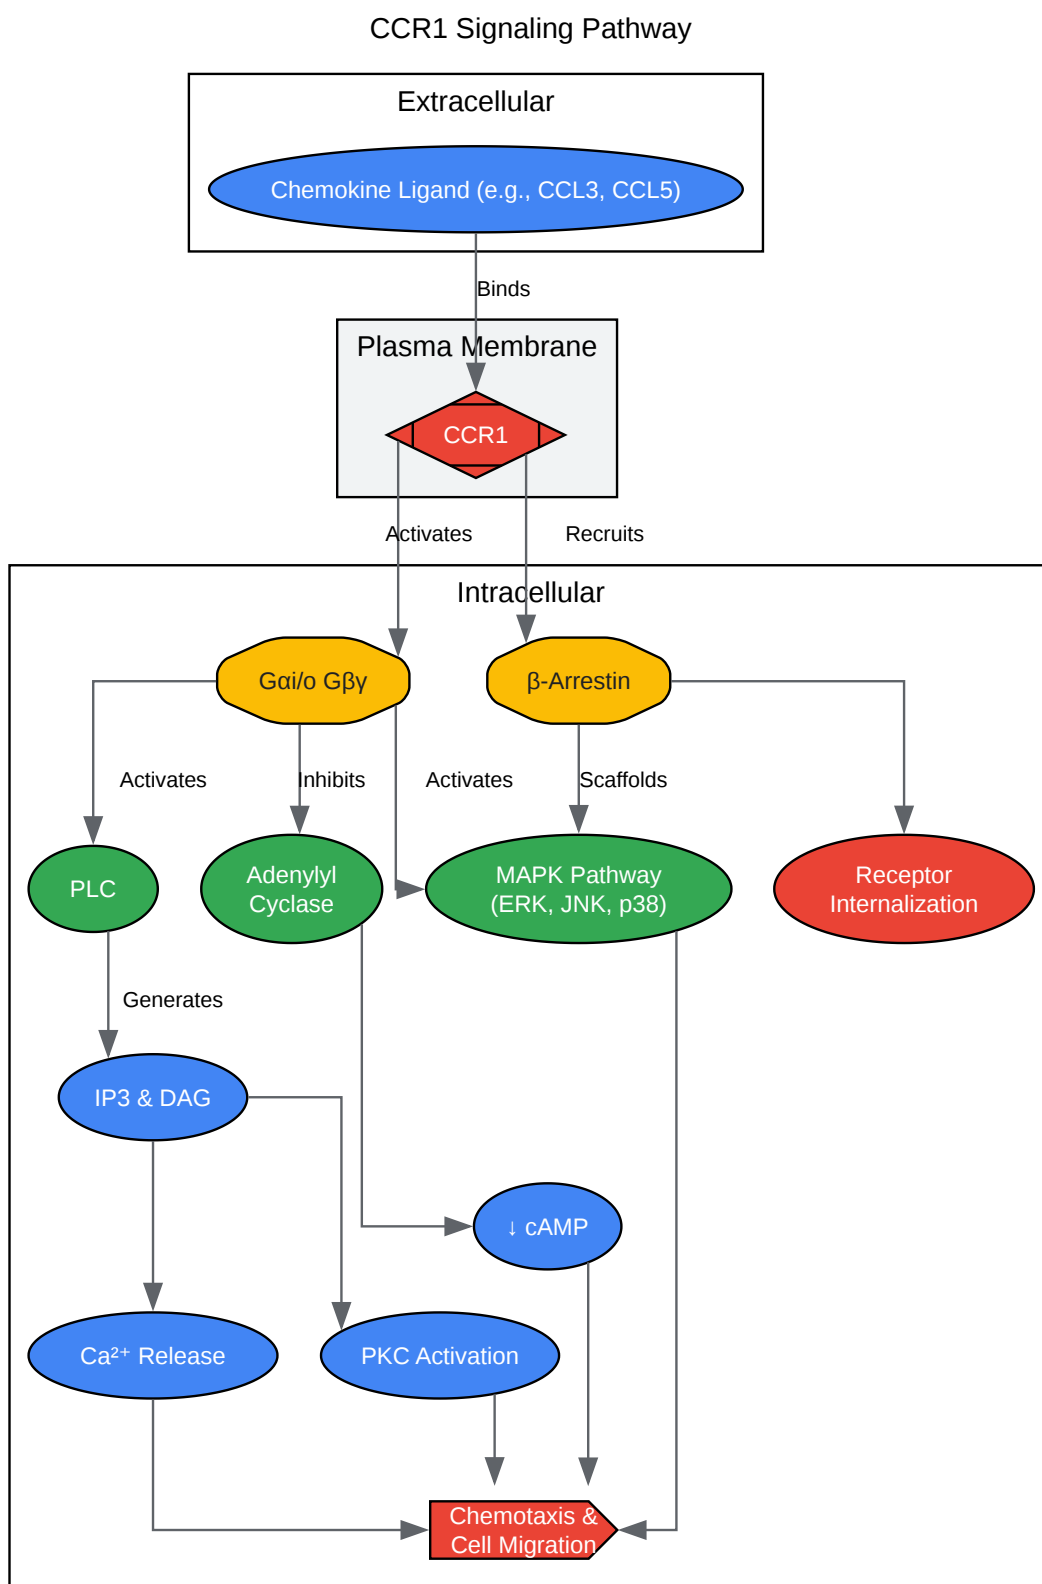 CCR1 Signaling Pathway
Extracellular
Chemokine Ligand (e.g., CCL3, CCL5)
Binds
Plasma Membrane
CCR1
Activates
Recruits
Intracellular
Gαi/o Gβγ
β-Arrestin
Activates
Inhibits
Activates
Scaffolds
PLC
Adenylyl
Cyclase
MAPK Pathway
(ERK, JNK, p38)
Receptor
Internalization
Generates
IP3 & DAG
↓ cAMP
Ca²⁺ Release
PKC Activation
Chemotaxis &
Cell Migration